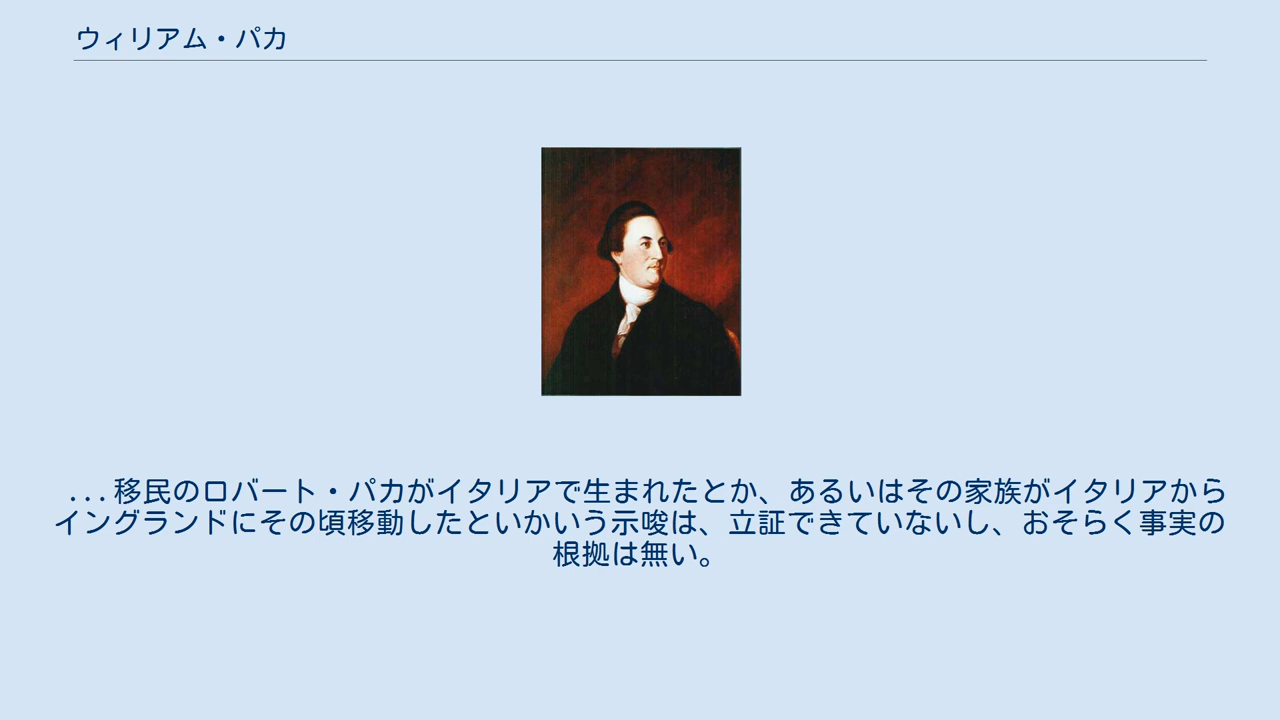 ウィリアム・パカ
...移民のロバート・パカがイタリアで生まれたとか、あるいはその家族がイタリアから
イングランドにその頃移動したといかいう示唆は、立証できていないし、おそらく事実の
根拠は無い。